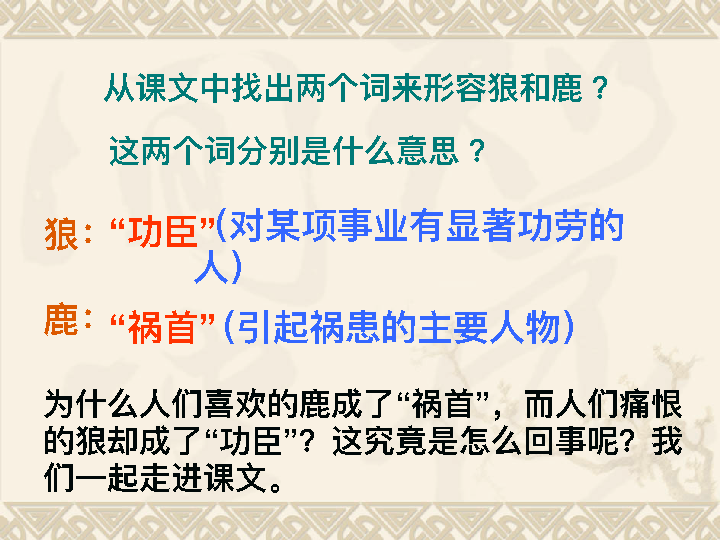 从课文中找出两个词来形容狼和鹿？
这两个词分别是什么意思？
狼：“功臣”(对某项事业有显著功劳的
人)
鹿：“祸首”(引起祸患的主要人物)
为什么人们喜欢的鹿成了“祸首”，而人们痛恨
的狼却成了“功臣”？这究竟是怎么回事呢？我
们一起走进课文。